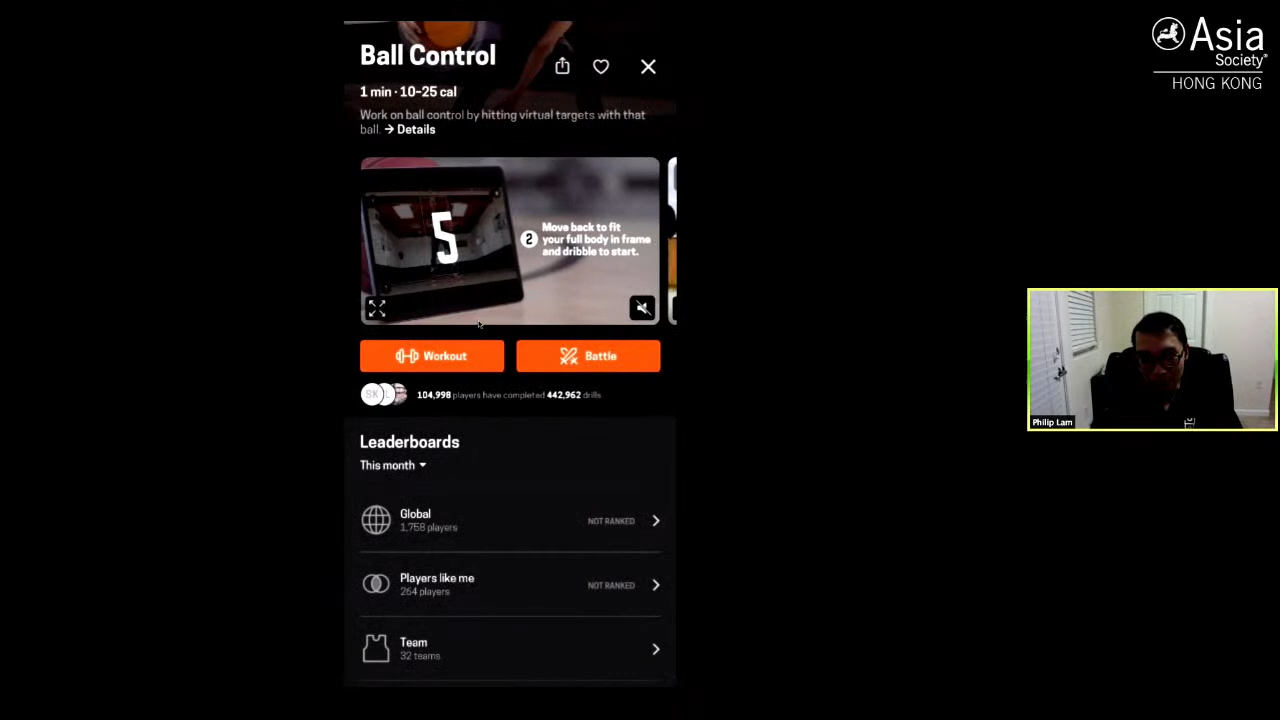 Ball Control
1 min · 10-25 cal
Work on ball control by hitting virtual targets with that
ball. → Details
5
2
Move back to fit
your full body in frame
and dribble to start.
Workout
Battle
SK
L
104,998 players have completed 442,962 drills
Leaderboards
This month
Global
1,758 players
NOT RANKED
Players like me
264 players
NOT RANKED
Team
32 teams
Asia
Society
HONG KONG
Philip Lam